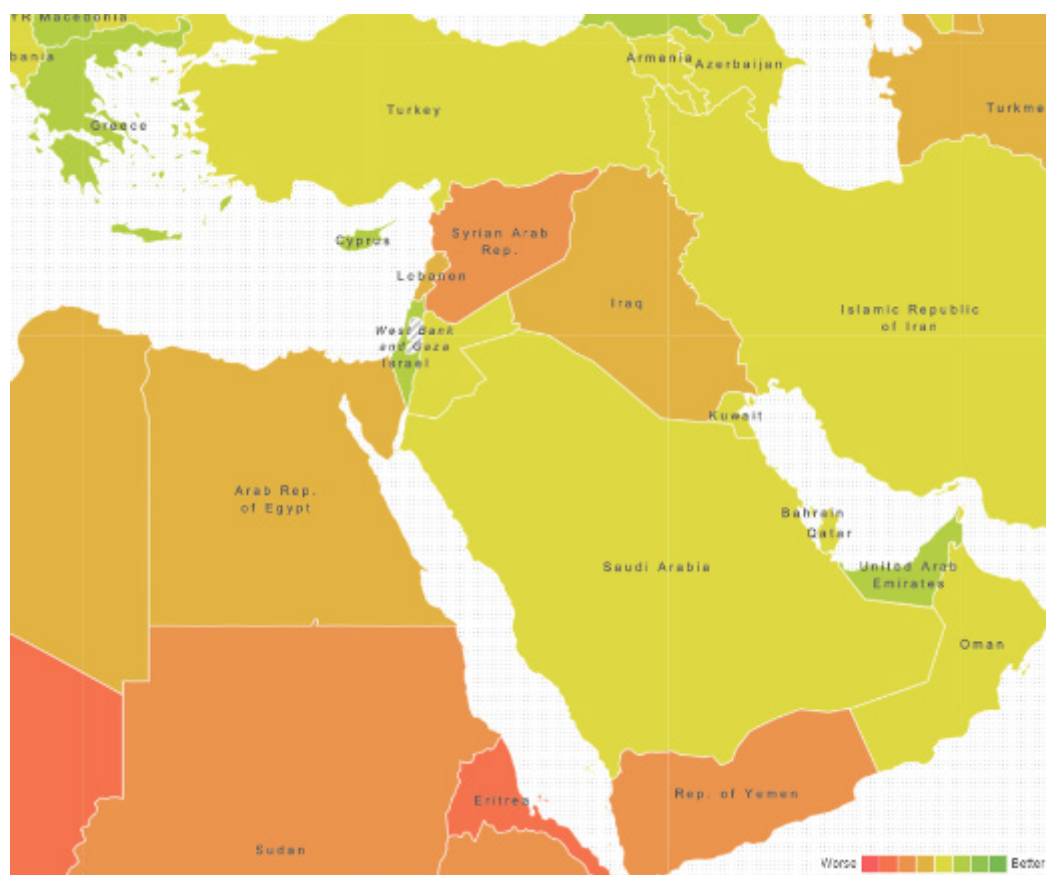 YR Macedonia
bania
Greece
Turkey
Armenia
Azerbaijan
Turkme
Cyprus
Syrian Arab
Rep.
Lebanon
Iraq
Islamic Republic
of Iran
West Bank
and Gaza
Israel
Kuwait
Arab Rep.
of Egypt
Bahrain
Qatar
Saudi Arabia
United Arab
Emirates
Oman
Rep. of Yemen
Eritrea
Sudan
Worse
Better